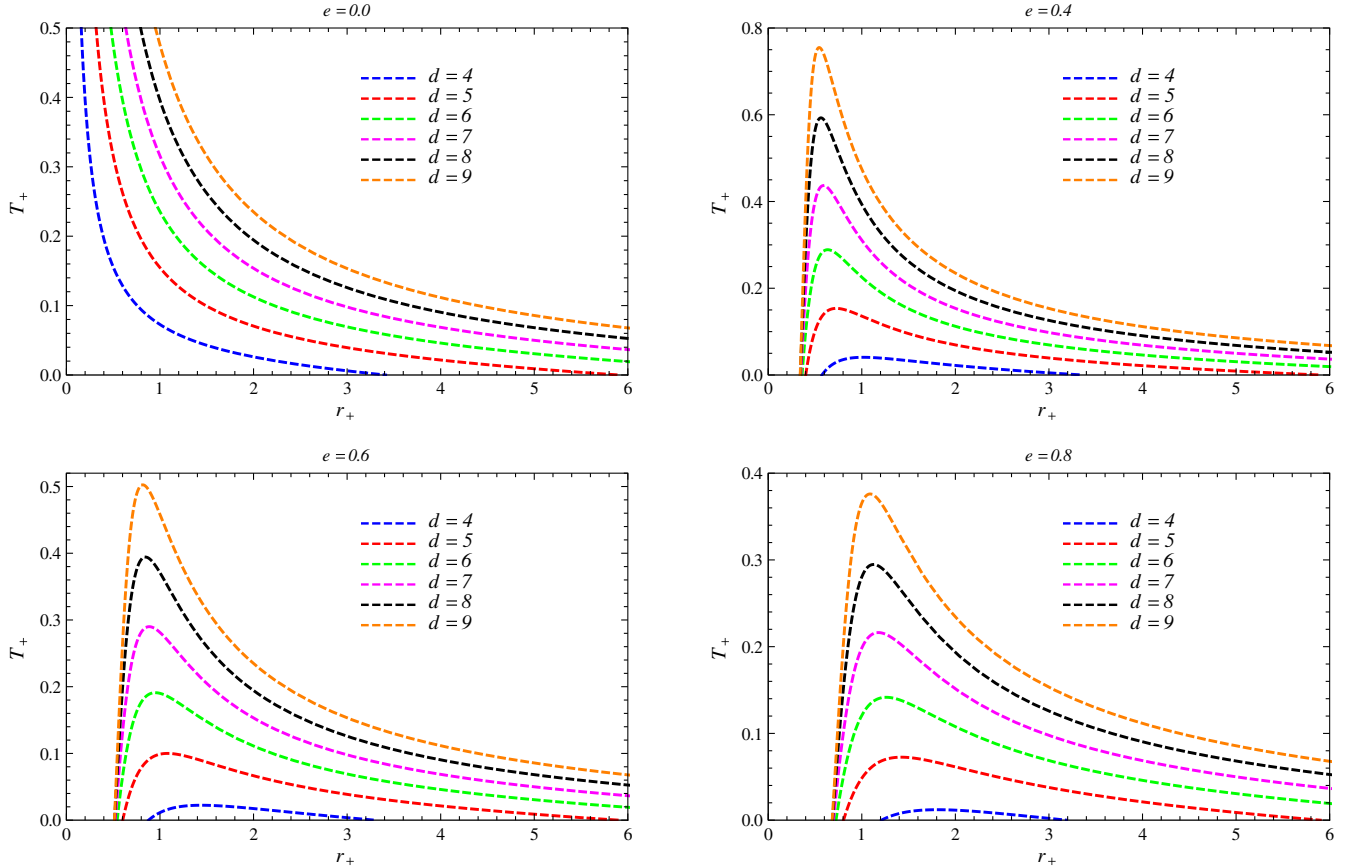 e=0.0
0.5
0.4
0.3
0.2
0.1
0.0
T+
d = 4
d = 5
d = 6
d = 7
d = 8
d = 9
0 1 2 3 4 5 6
r+
e=0.4
0.8
0.6
0.4
0.2
0.0
T+
d = 4
d = 5
d = 6
d = 7
d = 8
d = 9
0 1 2 3 4 5 6
r+
e=0.6
0.5
0.4
0.3
0.2
0.1
0.0
T+
d = 4
d = 5
d = 6
d = 7
d = 8
d = 9
0 1 2 3 4 5 6
r+
e=0.8
0.4
0.3
0.2
0.1
0.0
T+
d = 4
d = 5
d = 6
d = 7
d = 8
d = 9
0 1 2 3 4 5 6
r+